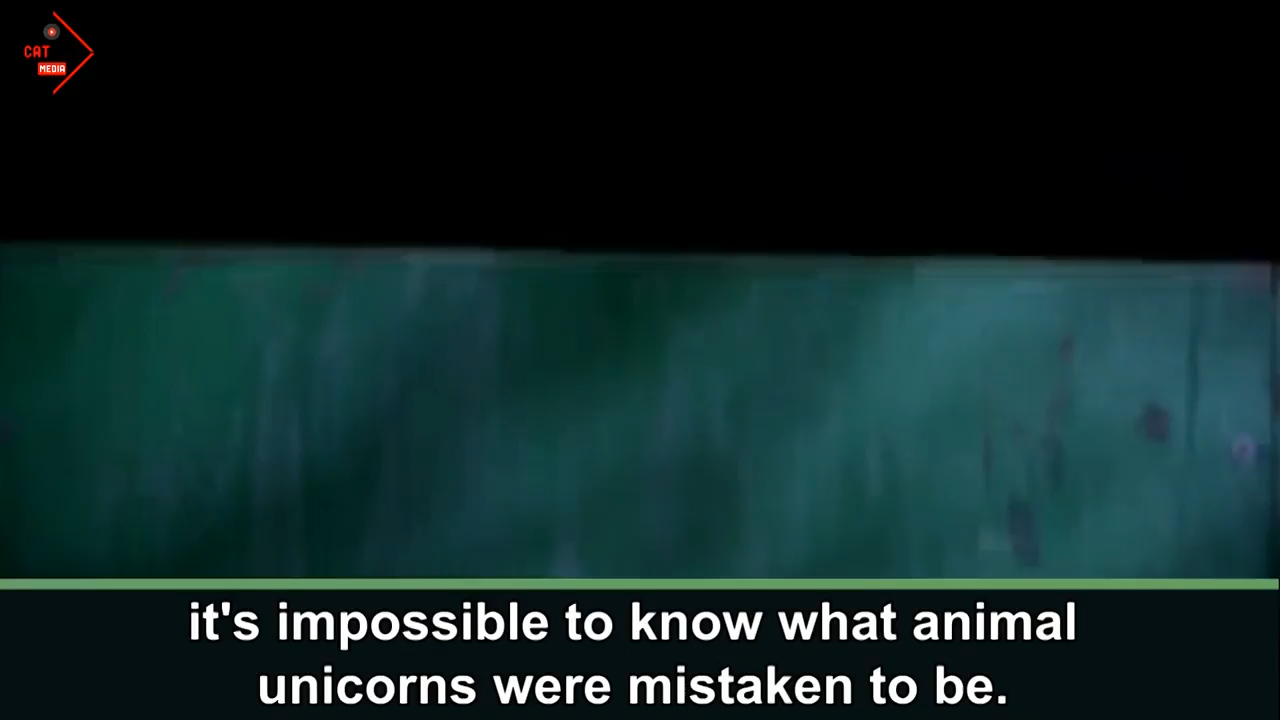 CAT
MEDIA
it's impossible to know what animal
unicorns were mistaken to be.